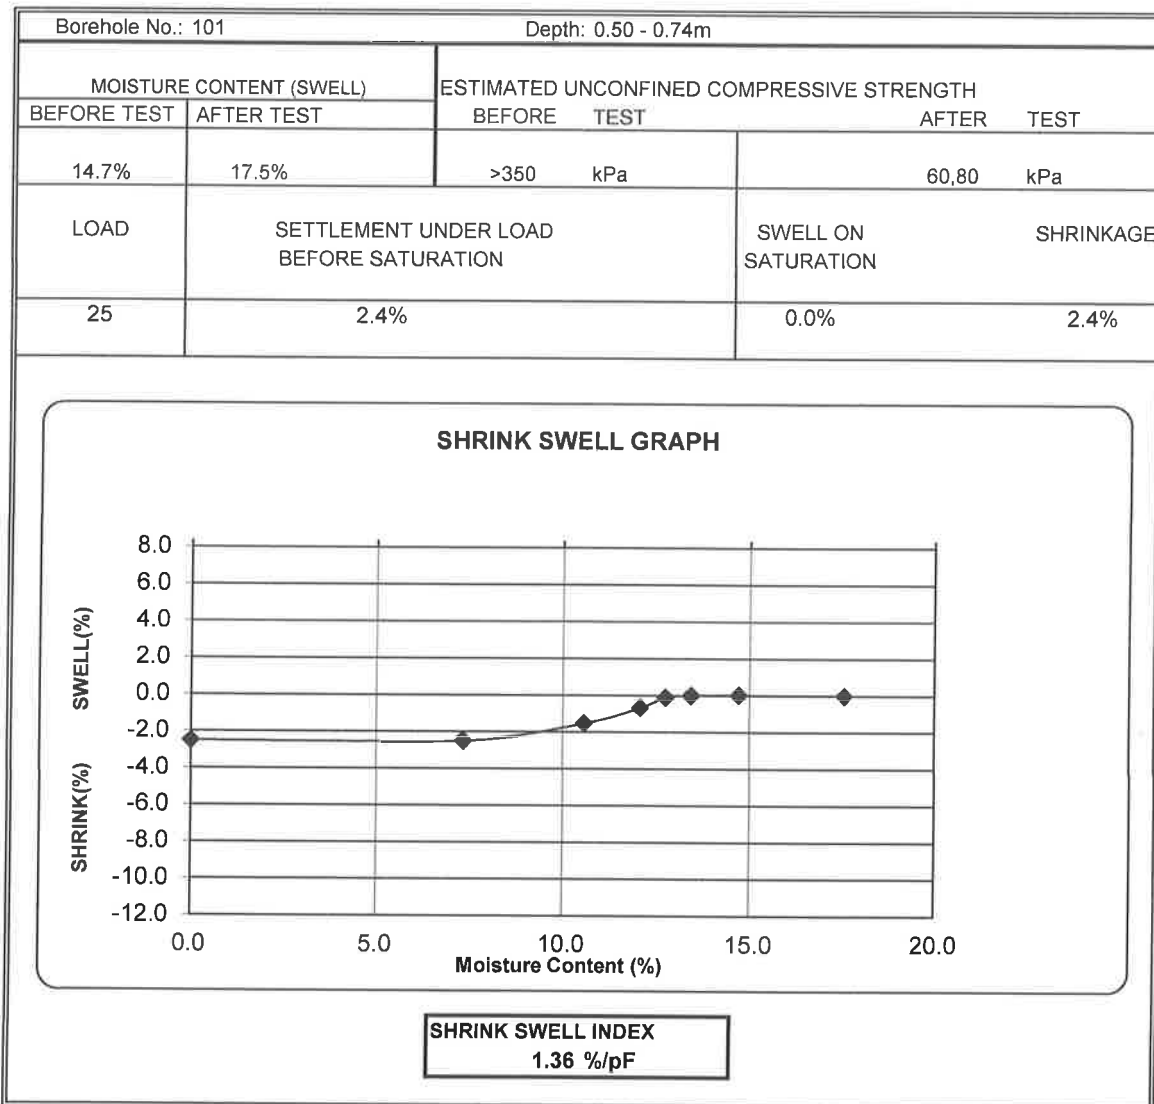 Borehole No.: 101 Depth: 0.50 - 0.74m
MOISTURE CONTENT (SWELL) ESTIMATED UNCONFINED COMPRESSIVE STRENGTH
BEFORE TEST AFTER TEST BEFORE TEST AFTER TEST
14.7% 17.5% >350 kPa 60,80 kPa
LOAD SETTLEMENT UNDER LOAD SWELL ON SHRINKAGE
BEFORE SATURATION SATURATION
25 2.4% 0.0% 2.4%
SHRINK SWELL GRAPH
8.0
6.0
4.0
2.0
0.0
-2.0
-4.0
-6.0
-8.0
-10.0
-12.0
SHRINK(%) SWELL(%)
0.0 5.0 10.0 15.0 20.0
Moisture Content (%)
SHRINK SWELL INDEX
1.36 %/pF